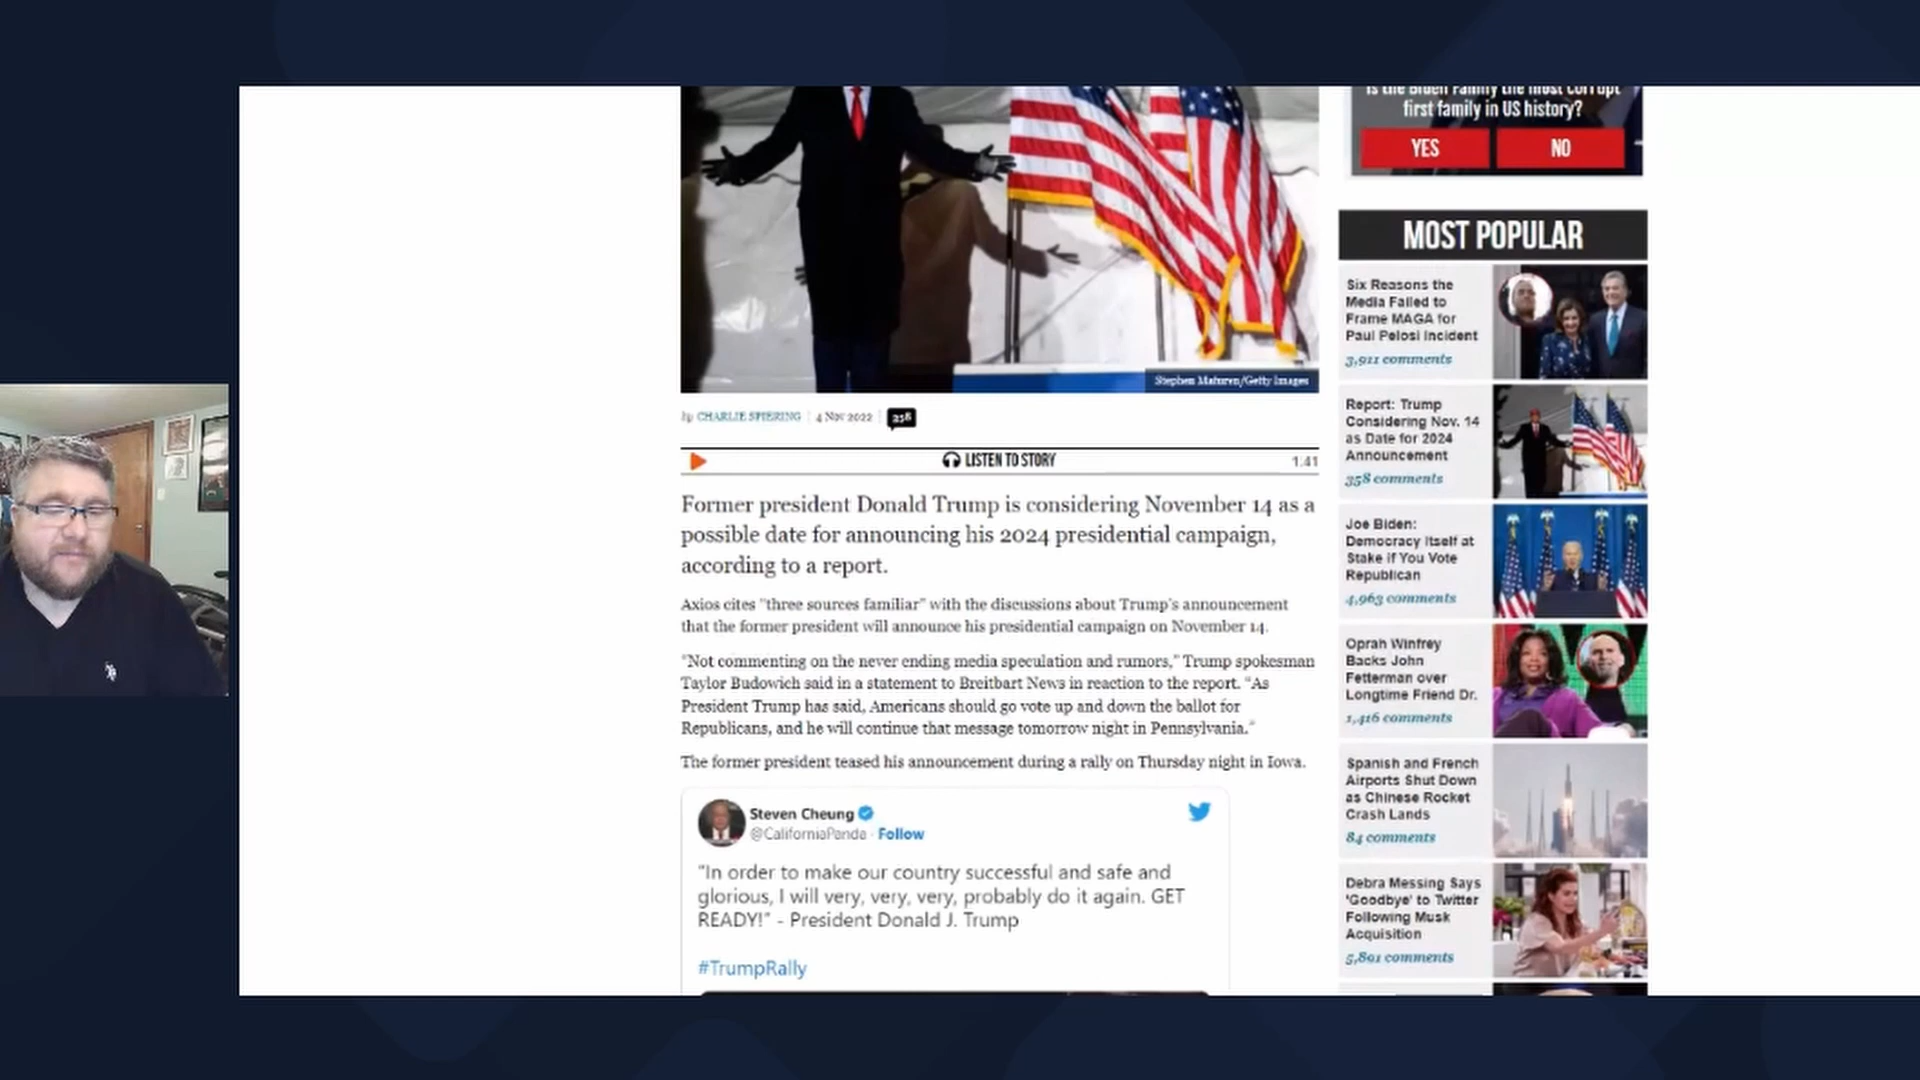 Is the Biden Family the most corrupt
first family in US history?
YES
NO
Stephen Maturen/Getty Images
by CHARLIE SPIERING | 4 Nov 2022 | 358
LISTEN TO STORY
1:41
Former president Donald Trump is considering November 14 as a
possible date for announcing his 2024 presidential campaign,
according to a report.
Axios cites "three sources familiar" with the discussions about Trump's announcement
that the former president will announce his presidential campaign on November 14.
"Not commenting on the never ending media speculation and rumors," Trump spokesman
Taylor Budowich said in a statement to Breitbart News in reaction to the report. "As
President Trump has said, Americans should go vote up and down the ballot for
Republicans, and he will continue that message tomorrow night in Pennsylvania."
The former president teased his announcement during a rally on Thursday night in Iowa.
Steven Cheung
@CaliforniaPanda · Follow
"In order to make our country successful and safe and
glorious, I will very, very, very, probably do it again. GET
READY!" - President Donald J. Trump
#TrumpRally
MOST POPULAR
Six Reasons the
Media Failed to
Frame MAGA for
Paul Pelosi Incident
3,911 comments
Report: Trump
Considering Nov. 14
as Date for 2024
Announcement
358 comments
Joe Biden:
Democracy Itself at
Stake if You Vote
Republican
4,963 comments
Oprah Winfrey
Backs John
Fetterman over
Longtime Friend Dr.
1,416 comments
Spanish and French
Airports Shut Down
as Chinese Rocket
Crash Lands
84 comments
Debra Messing Says
'Goodbye' to Twitter
Following Musk
Acquisition
5,891 comments